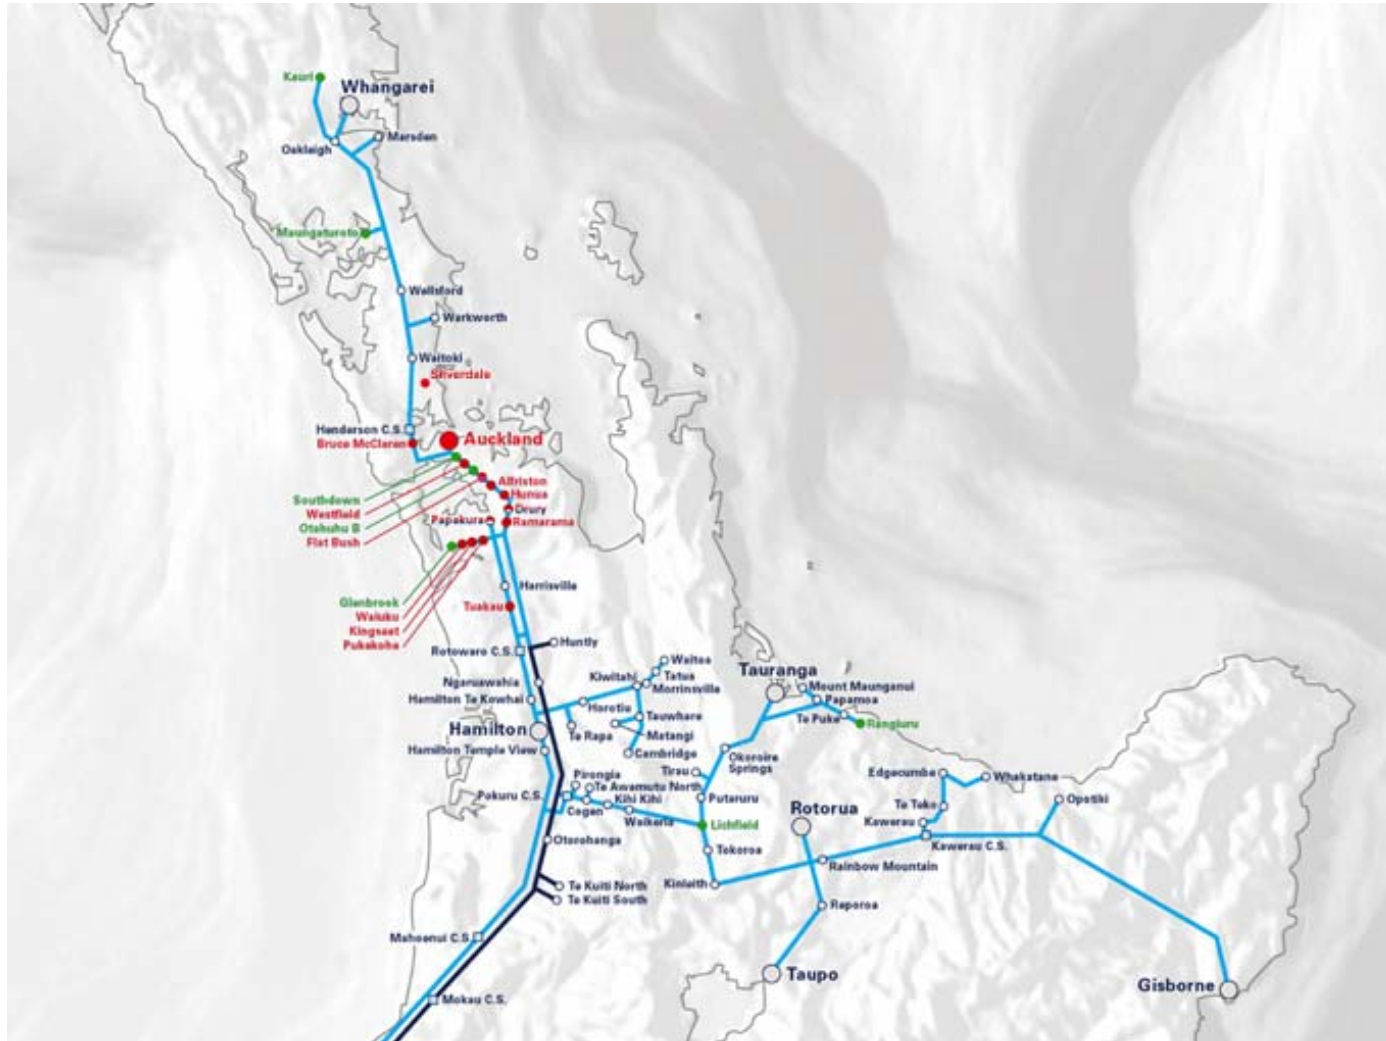 Kauri
Whangarei
Marsden
Oakleigh
Maungaturoto
Wellsford
Warkworth
Waitoki
Silverdale
Henderson C.S.
Bruce McClaren
Auckland
Southdown
Westfield
Otahuhu B
Flat Bush
Alfriston
Hunua
Drury
Papakura
Ramarama
Glenbrook
Waiuku
Kingseat
Pukekohe
Harrisville
Tuakau
Rotowaro C.S.
Huntly
Ngaruawahia
Hamilton Te Kowhai
Hamilton
Hamilton Temple View
Horotiu
Te Rapa
Kiwitahi
Waitoa
Tatua
Morrinsville
Tauwhare
Matangi
Cambridge
Tauranga
Mount Maunganui
Papamoa
Te Puke
Rangiuru
Okoroire
Springs
Tirau
Putaruru
Pirongia
Te Awamutu North
Pokuru C.S.
Cogen
Kihi Kihi
Waikeria
Lichfield
Tokoroa
Kinleith
Otorohanga
Te Kuiti North
Te Kuiti South
Mahoenui C.S.
Mokau C.S.
Rotorua
Rainbow Mountain
Reporoa
Taupo
Edgecumbe
Whakatane
Te Teko
Kawerau
Kawerau C.S.
Opotiki
Gisborne